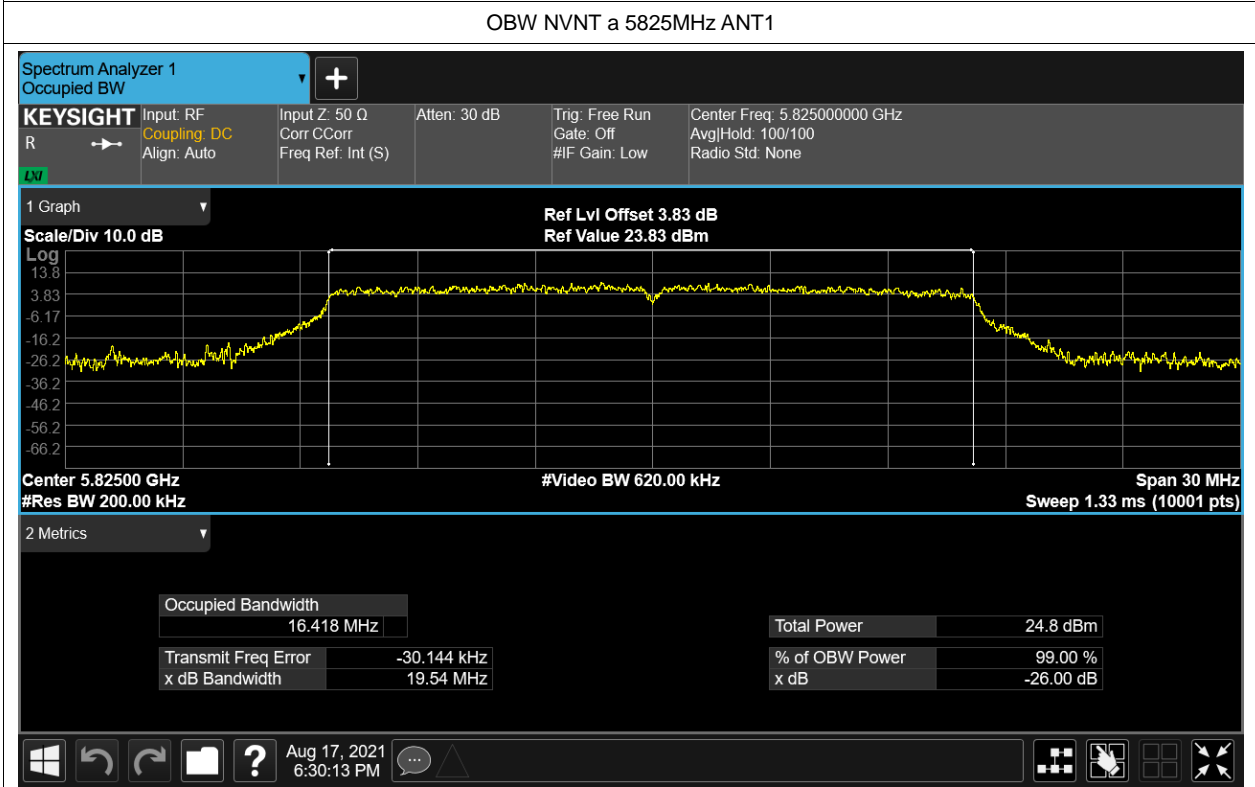 OBW NVNT a 5825MHz ANT1
Spectrum Analyzer 1
Occupied BW
KEYSIGHT
R
LXI
Input: RF
Coupling: DC
Align: Auto
Input Z: 50 Ω
Corr CCorr
Freq Ref: Int (S)
Atten: 30 dB
Trig: Free Run
Gate: Off
#IF Gain: Low
Center Freq: 5.825000000 GHz
Avg|Hold: 100/100
Radio Std: None
1 Graph
Scale/Div 10.0 dB
Ref Lvl Offset 3.83 dB
Ref Value 23.83 dBm
Log
13.8
3.83
-6.17
-16.2
-26.2
-36.2
-46.2
-56.2
-66.2
Center 5.82500 GHz
#Video BW 620.00 kHz
Span 30 MHz
#Res BW 200.00 kHz
Sweep 1.33 ms (10001 pts)
2 Metrics
Occupied Bandwidth
16.418 MHz
Total Power 24.8 dBm
Transmit Freq Error -30.144 kHz
% of OBW Power 99.00 %
x dB Bandwidth 19.54 MHz
x dB -26.00 dB
?
Aug 17, 2021
6:30:13 PM